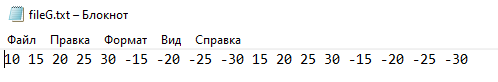 fileG.txt – Блокнот
Файл Правка Формат Вид Справка
10 15 20 25 30 -15 -20 -25 -30 15 20 25 30 -15 -20 -25 -30